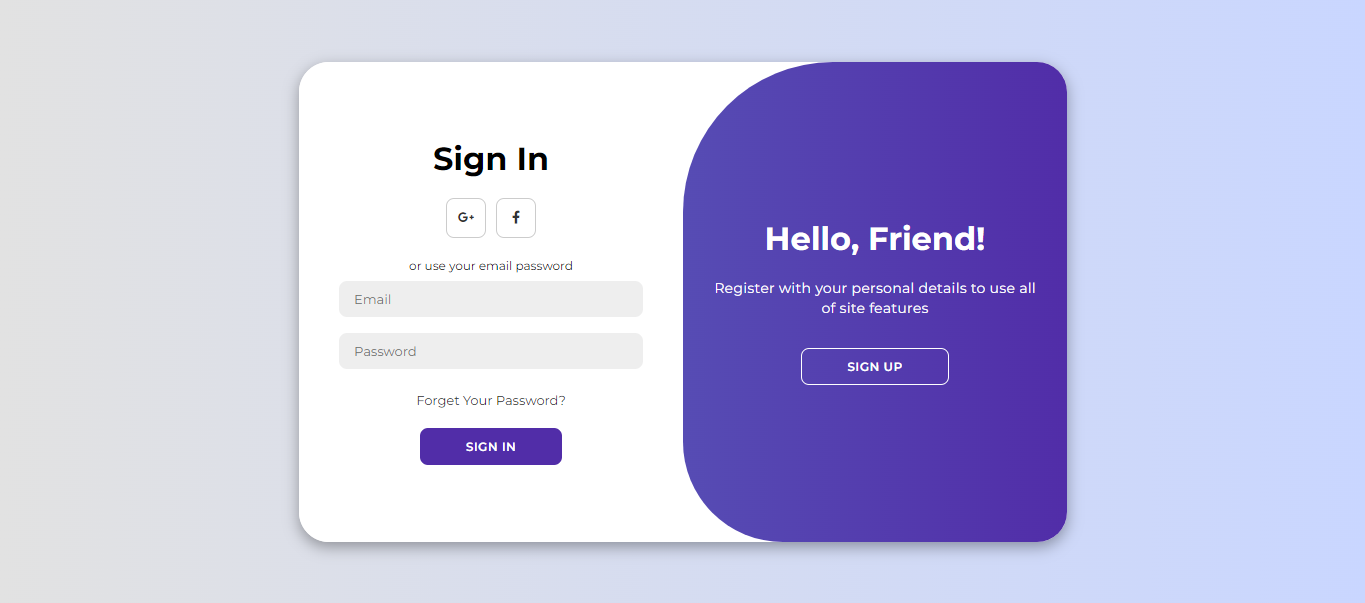 Sign In
G+ f
or use your email password
Email
Password
Forget Your Password?
SIGN IN
Hello, Friend!
Register with your personal details to use all
of site features
SIGN UP